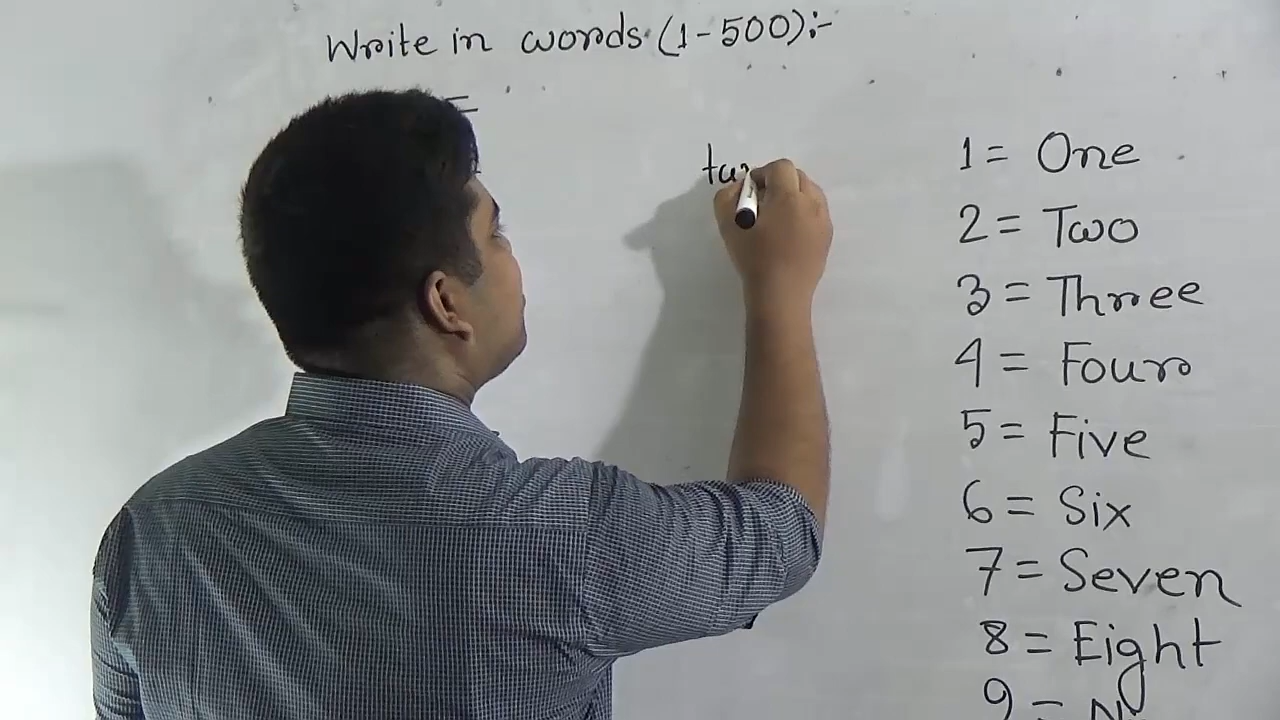 Write in words (1-500):-
=
1 = One
2 = Two
3 = Three
4 = Four
5 = Five
6 = Six
7 = Seven
8 = Eight
9 =